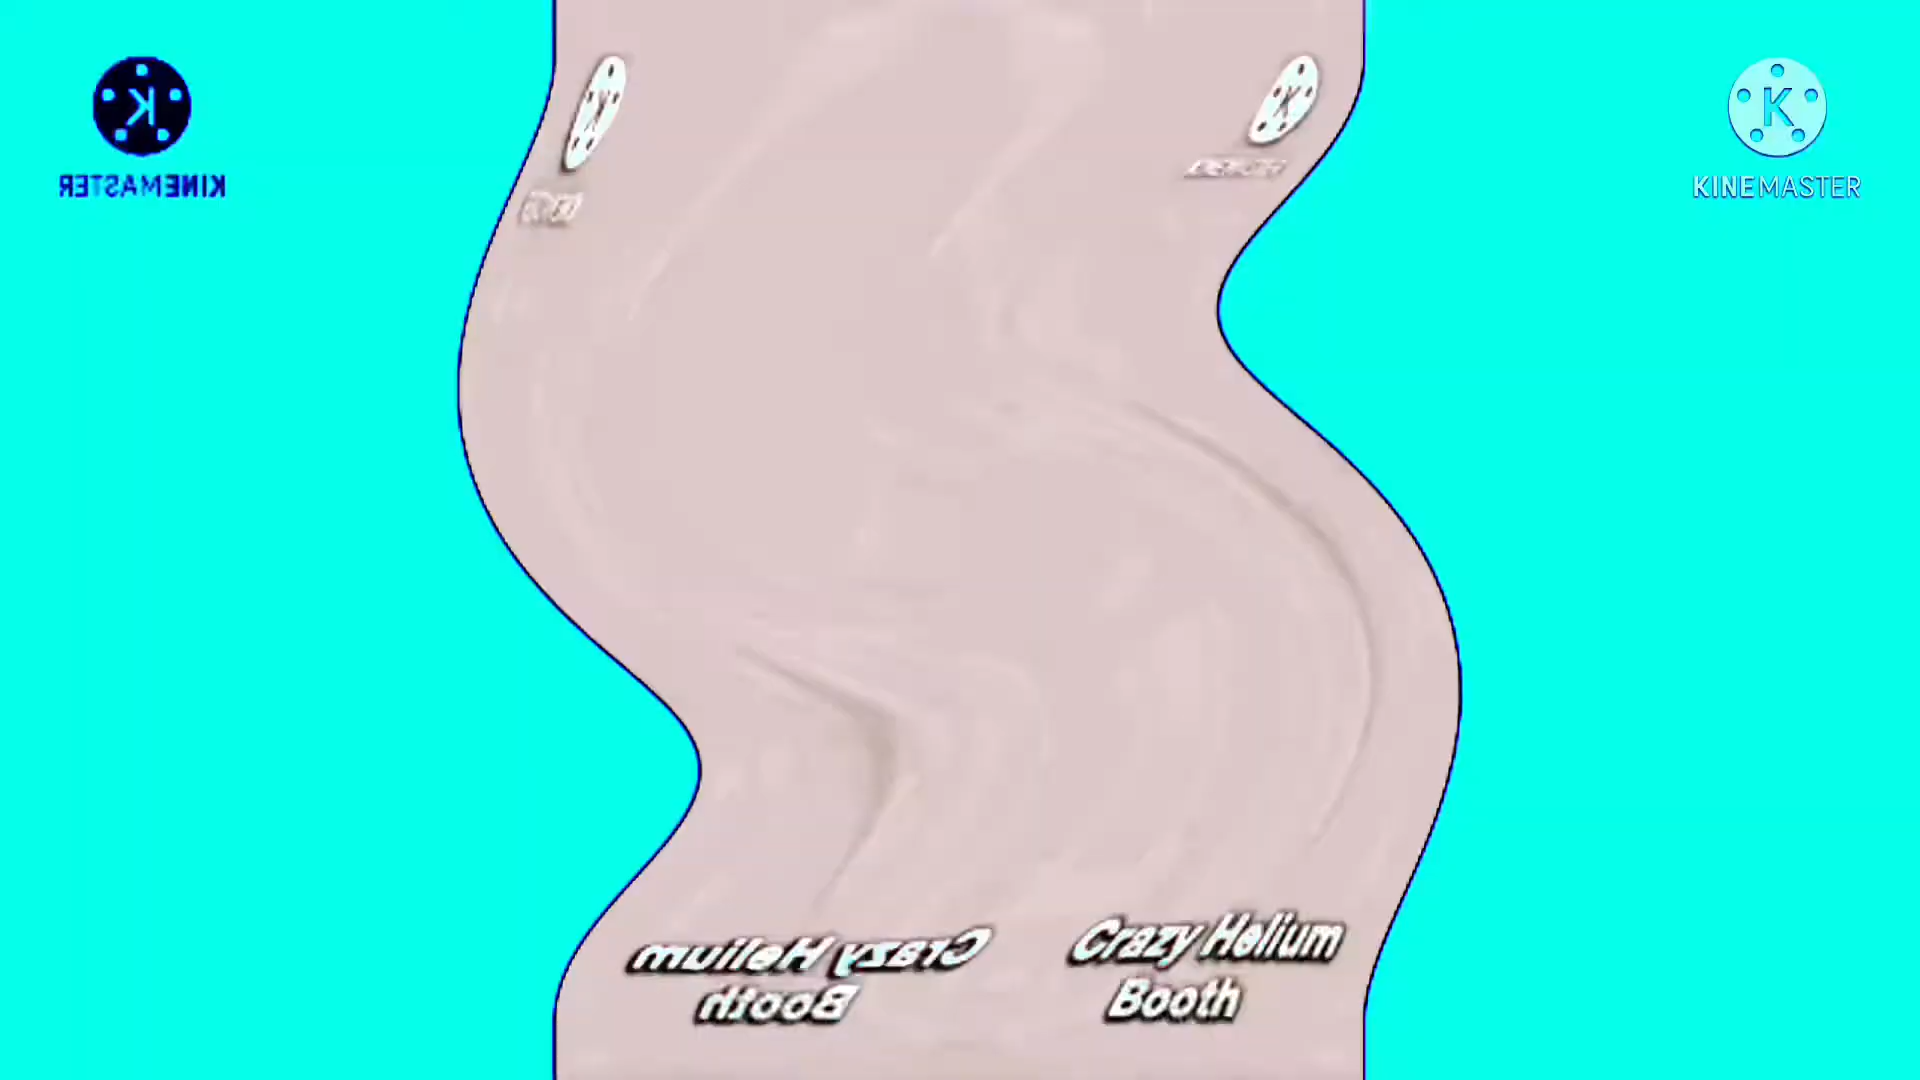 K
KINEMASTER
K
KINEMASTER
K
K
Crazy Helium
Booth
Crazy Helium
Booth